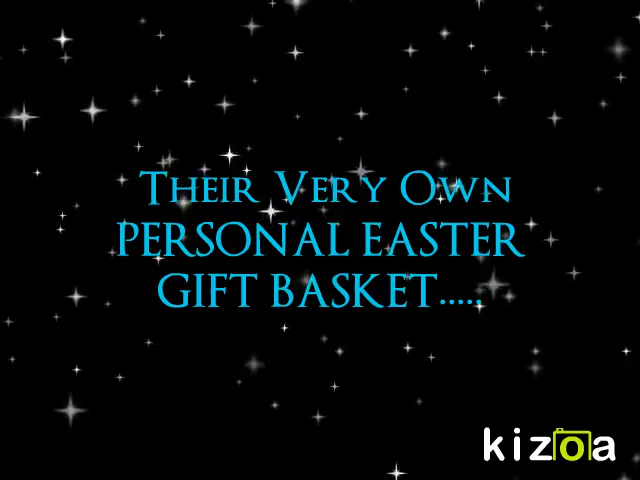 Their Very Own
PERSONAL EASTER
GIFT BASKET.....
kizoa